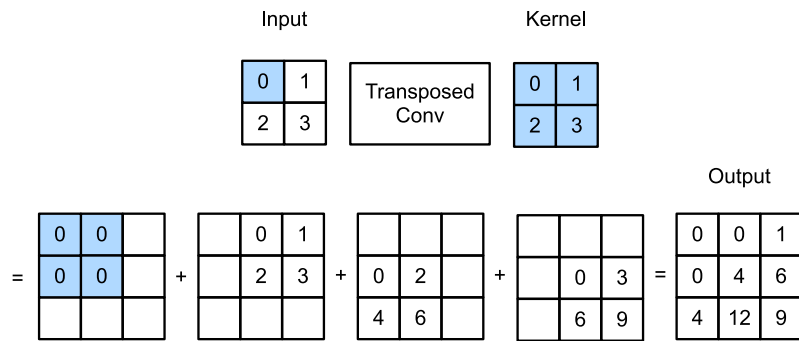 Input Kernel
0 1 Transposed 0 1
2 3 Conv 2 3
Output
0 0 0 1 0 0 1
= 0 0 + 2 3 + 0 2 + 0 3 = 0 4 6
4 6 6 9 4 12 9